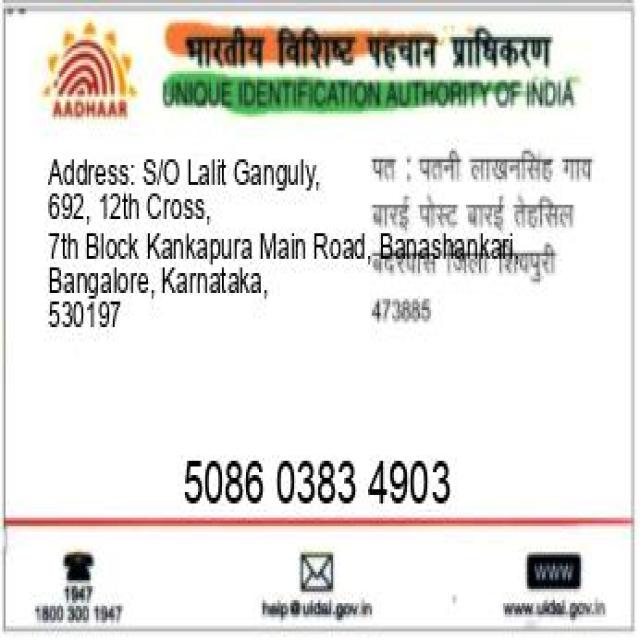 भारतीय विशिष्ट पहचान प्राधिकरण
AADHAAR
UNIQUE IDENTIFICATION AUTHORITY OF INDIA
Address: S/O Lalit Ganguly,
692, 12th Cross,
7th Block Kankapura Main Road, Banashankari,
Bangalore, Karnataka,
530197
पत : पतनी लाखनसिंह गाय
बारई पोस्ट बारई तेहसिल
बदरवास जिला शिवपुरी
473885
5086 0383 4903
1947
1800 300 1947
help@uidai.gov.in
WWW
www.uidai.gov.in